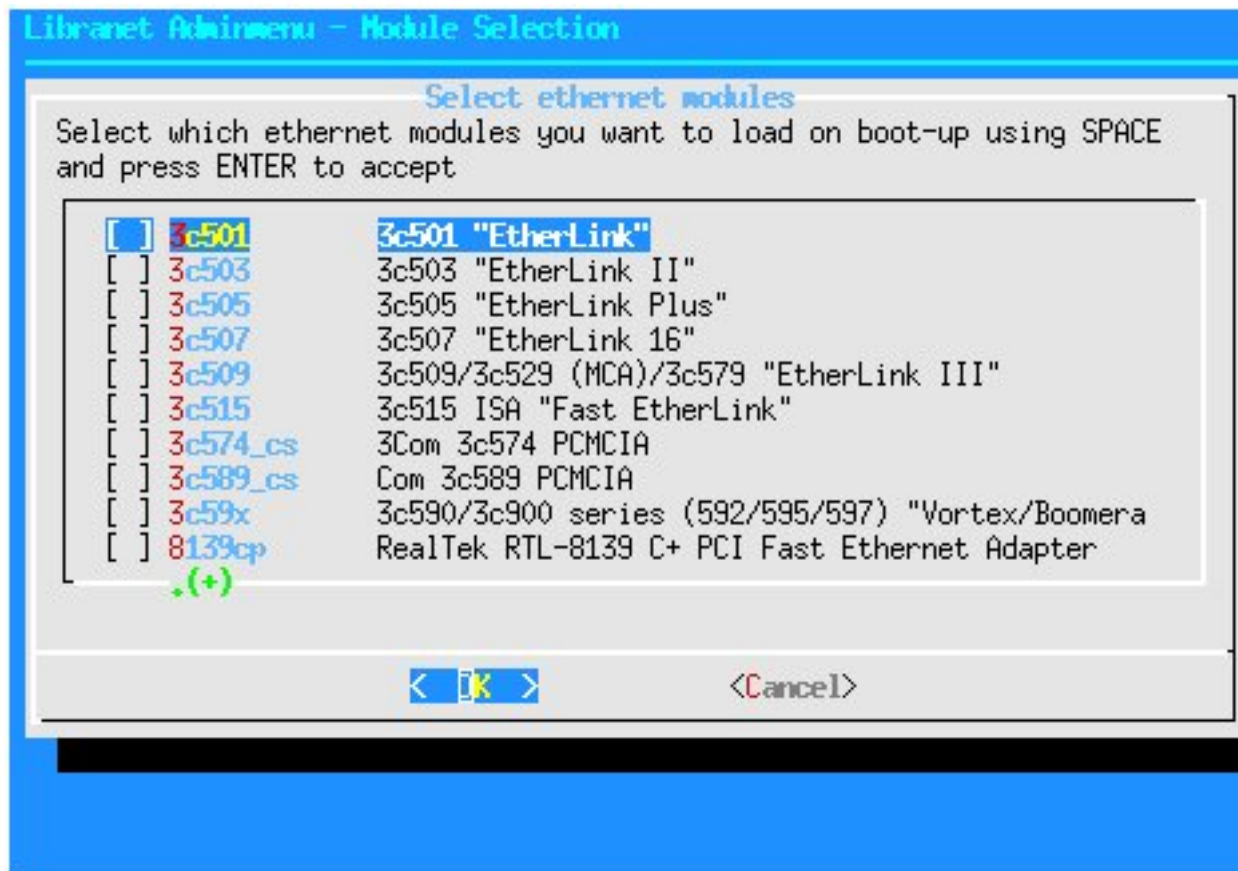 Libranet Adminmenu - Module Selection
Select ethernet modules
Select which ethernet modules you want to load on boot-up using SPACE
and press ENTER to accept
[ ] 3c501 3c501 "EtherLink"
[ ] 3c503 3c503 "EtherLink II"
[ ] 3c505 3c505 "EtherLink Plus"
[ ] 3c507 3c507 "EtherLink 16"
[ ] 3c509 3c509/3c529 (MCA)/3c579 "EtherLink III"
[ ] 3c515 3c515 ISA "Fast EtherLink"
[ ] 3c574_cs 3Com 3c574 PCMCIA
[ ] 3c589_cs Com 3c589 PCMCIA
[ ] 3c59x 3c590/3c900 series (592/595/597) "Vortex/Boomera
[ ] 8139cp RealTek RTL-8139 C+ PCI Fast Ethernet Adapter
.(+)
< OK > <Cancel>